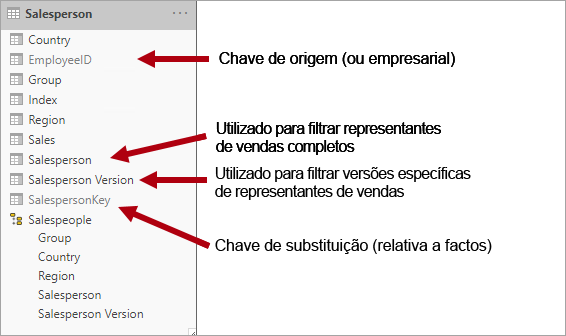 Salesperson ...
Country
EmployeeID
Chave de origem (ou empresarial)
Group
Index
Region
Sales
Utilizado para filtrar representantes
de vendas completos
Salesperson
Salesperson Version
Utilizado para filtrar versões específicas
de representantes de vendas
SalespersonKey
Salespeople
Group
Chave de substituição (relativa a factos)
Country
Region
Salesperson
Salesperson Version